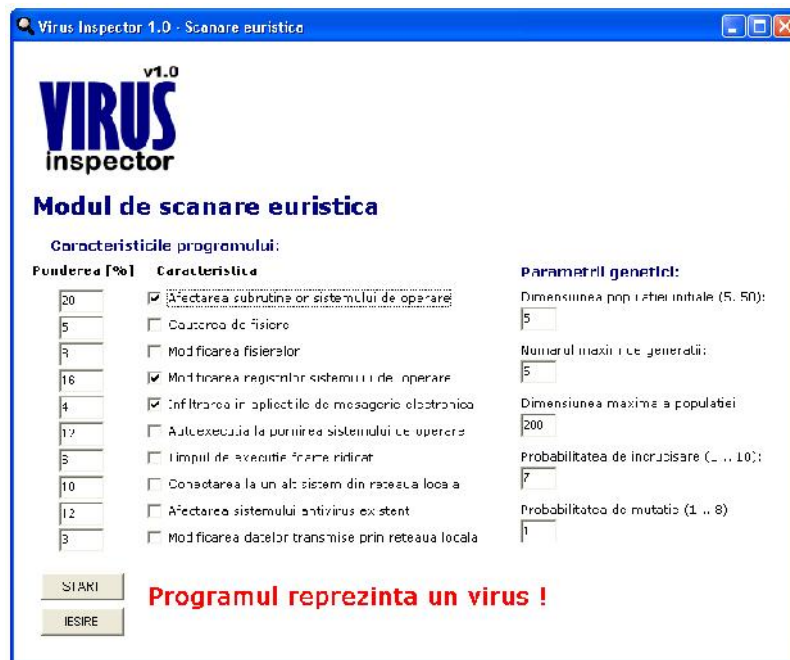 Virus Inspector 1.0 - Scanare euristica
v1.0
VIRUS
inspector
Modul de scanare euristica
Caracteristicile programului:
Punderea [%] Caracteristica
20 Afectarea subrutinelor sistemului de operare
5 Cautarea de fisiere
Modificarea fisierelor
16 Modificarea registrilor sistemului de operare
4 Infiltrarea in aplicatiile de mesagerie electronica
12 Autoexecutia la pornirea sistemului de operare
Timpul de executie foarte ridicat
10 Conectarea la un alt sistem din reteaua locala
12 Afectarea sistemului antivirus existent
3 Modificarea datelor transmise prin reteaua locala
Parametrii genetici:
Dimensiunea populatiei initiale (5..50):
5
Numarul maxim de generatii:
5
Dimensiunea maxima a populatiei
200
Probabilitatea de incrucisare (1 .. 10):
7
Probabilitatea de mutatie (1 .. 8)
1
START
IESIRE
Programul reprezinta un virus !